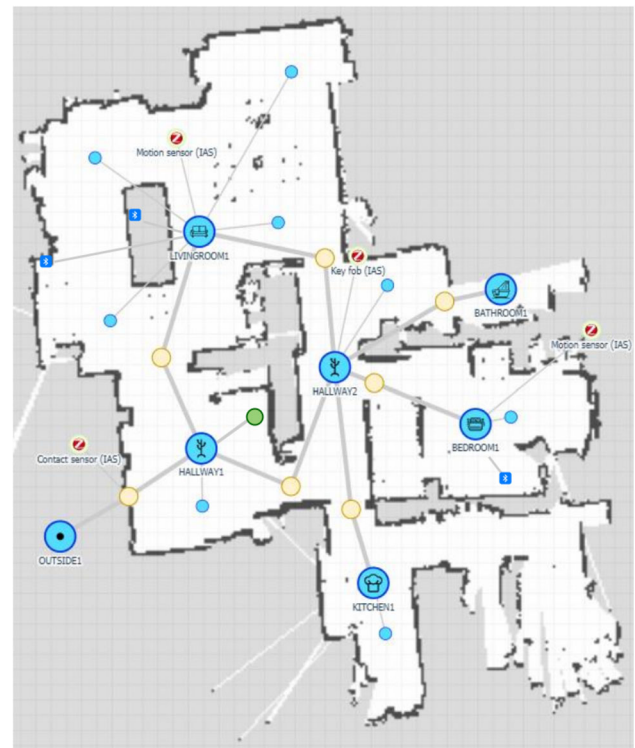 Motion sensor (IAS)
LIVINGROOM1
Key fob (IAS)
BATHROOM1
Motion sensor (IAS)
HALLWAY2
BEDROOM1
Contact sensor (IAS)
HALLWAY1
OUTSIDE1
KITCHEN1